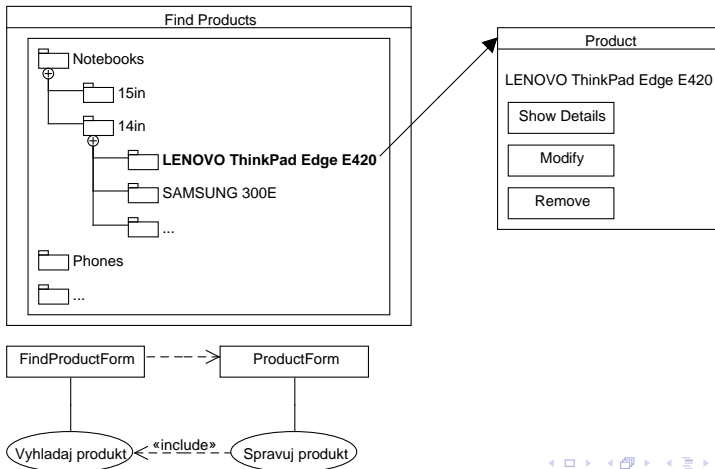 Find Products
Notebooks
15in
14in
LENOVO ThinkPad Edge E420
SAMSUNG 300E
...
Phones
...
Product
LENOVO ThinkPad Edge E420
Show Details
Modify
Remove
FindProductForm
ProductForm
Vyhladaj produkt
«include»
Spravuj produkt